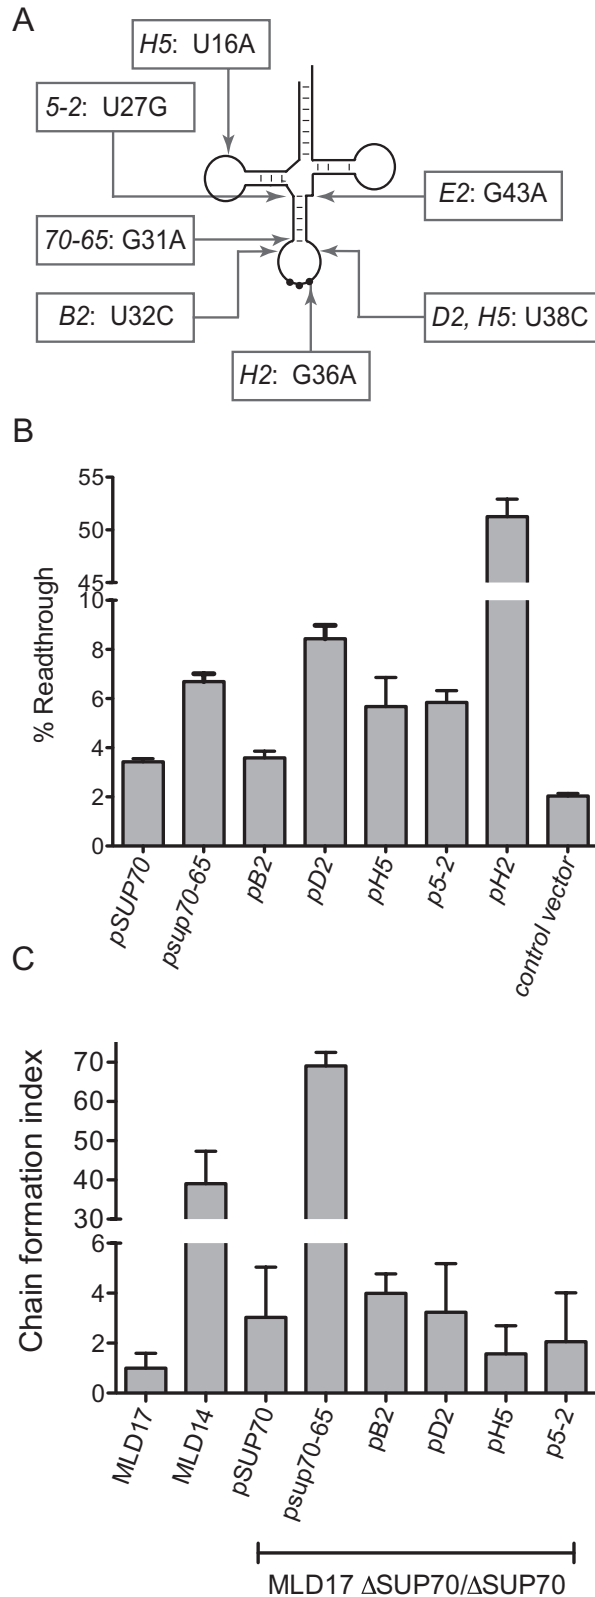 A
H5: U16A
5-2: U27G
E2: G43A
70-65: G31A
B2: U32C
D2, H5: U38C
H2: G36A
B
% Readthrough
55
50
45
10
8
6
4
2
0
pSUP70
psup70-65
pB2
pD2
pH5
p5-2
pH2
control vector
C
Chain formation index
70
60
50
40
30
6
4
2
0
MLD17
MLD14
pSUP70
psup70-65
pB2
pD2
pH5
p5-2
MLD17 ΔSUP70/ΔSUP70